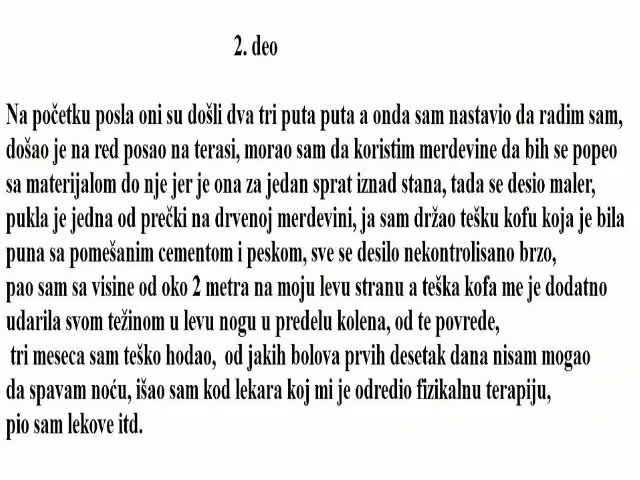 2. deo
Na početku posla oni su došli dva tri puta puta a onda sam nastavio da radim sam,
došao je na red posao na terasi, morao sam da koristim merdevine da bih se popeo
sa materijalom do nje jer je ona za jedan sprat iznad stana, tada se desio maler,
pukla je jedna od prečki na drvenoj merdevini, ja sam držao tešku kofu koja je bila
puna sa pomešanim cementom i peskom, sve se desilo nekontrolisano brzo,
pao sam sa visine od oko 2 metra na moju levu stranu a teška kofa me je dodatno
udarila svom težinom u levu nogu u predelu kolena, od te povrede,
tri meseca sam teško hodao, od jakih bolova prvih desetak dana nisam mogao
da spavam noću, išao sam kod lekara koj mi je odredio fizikalnu terapiju,
pio sam lekove itd.